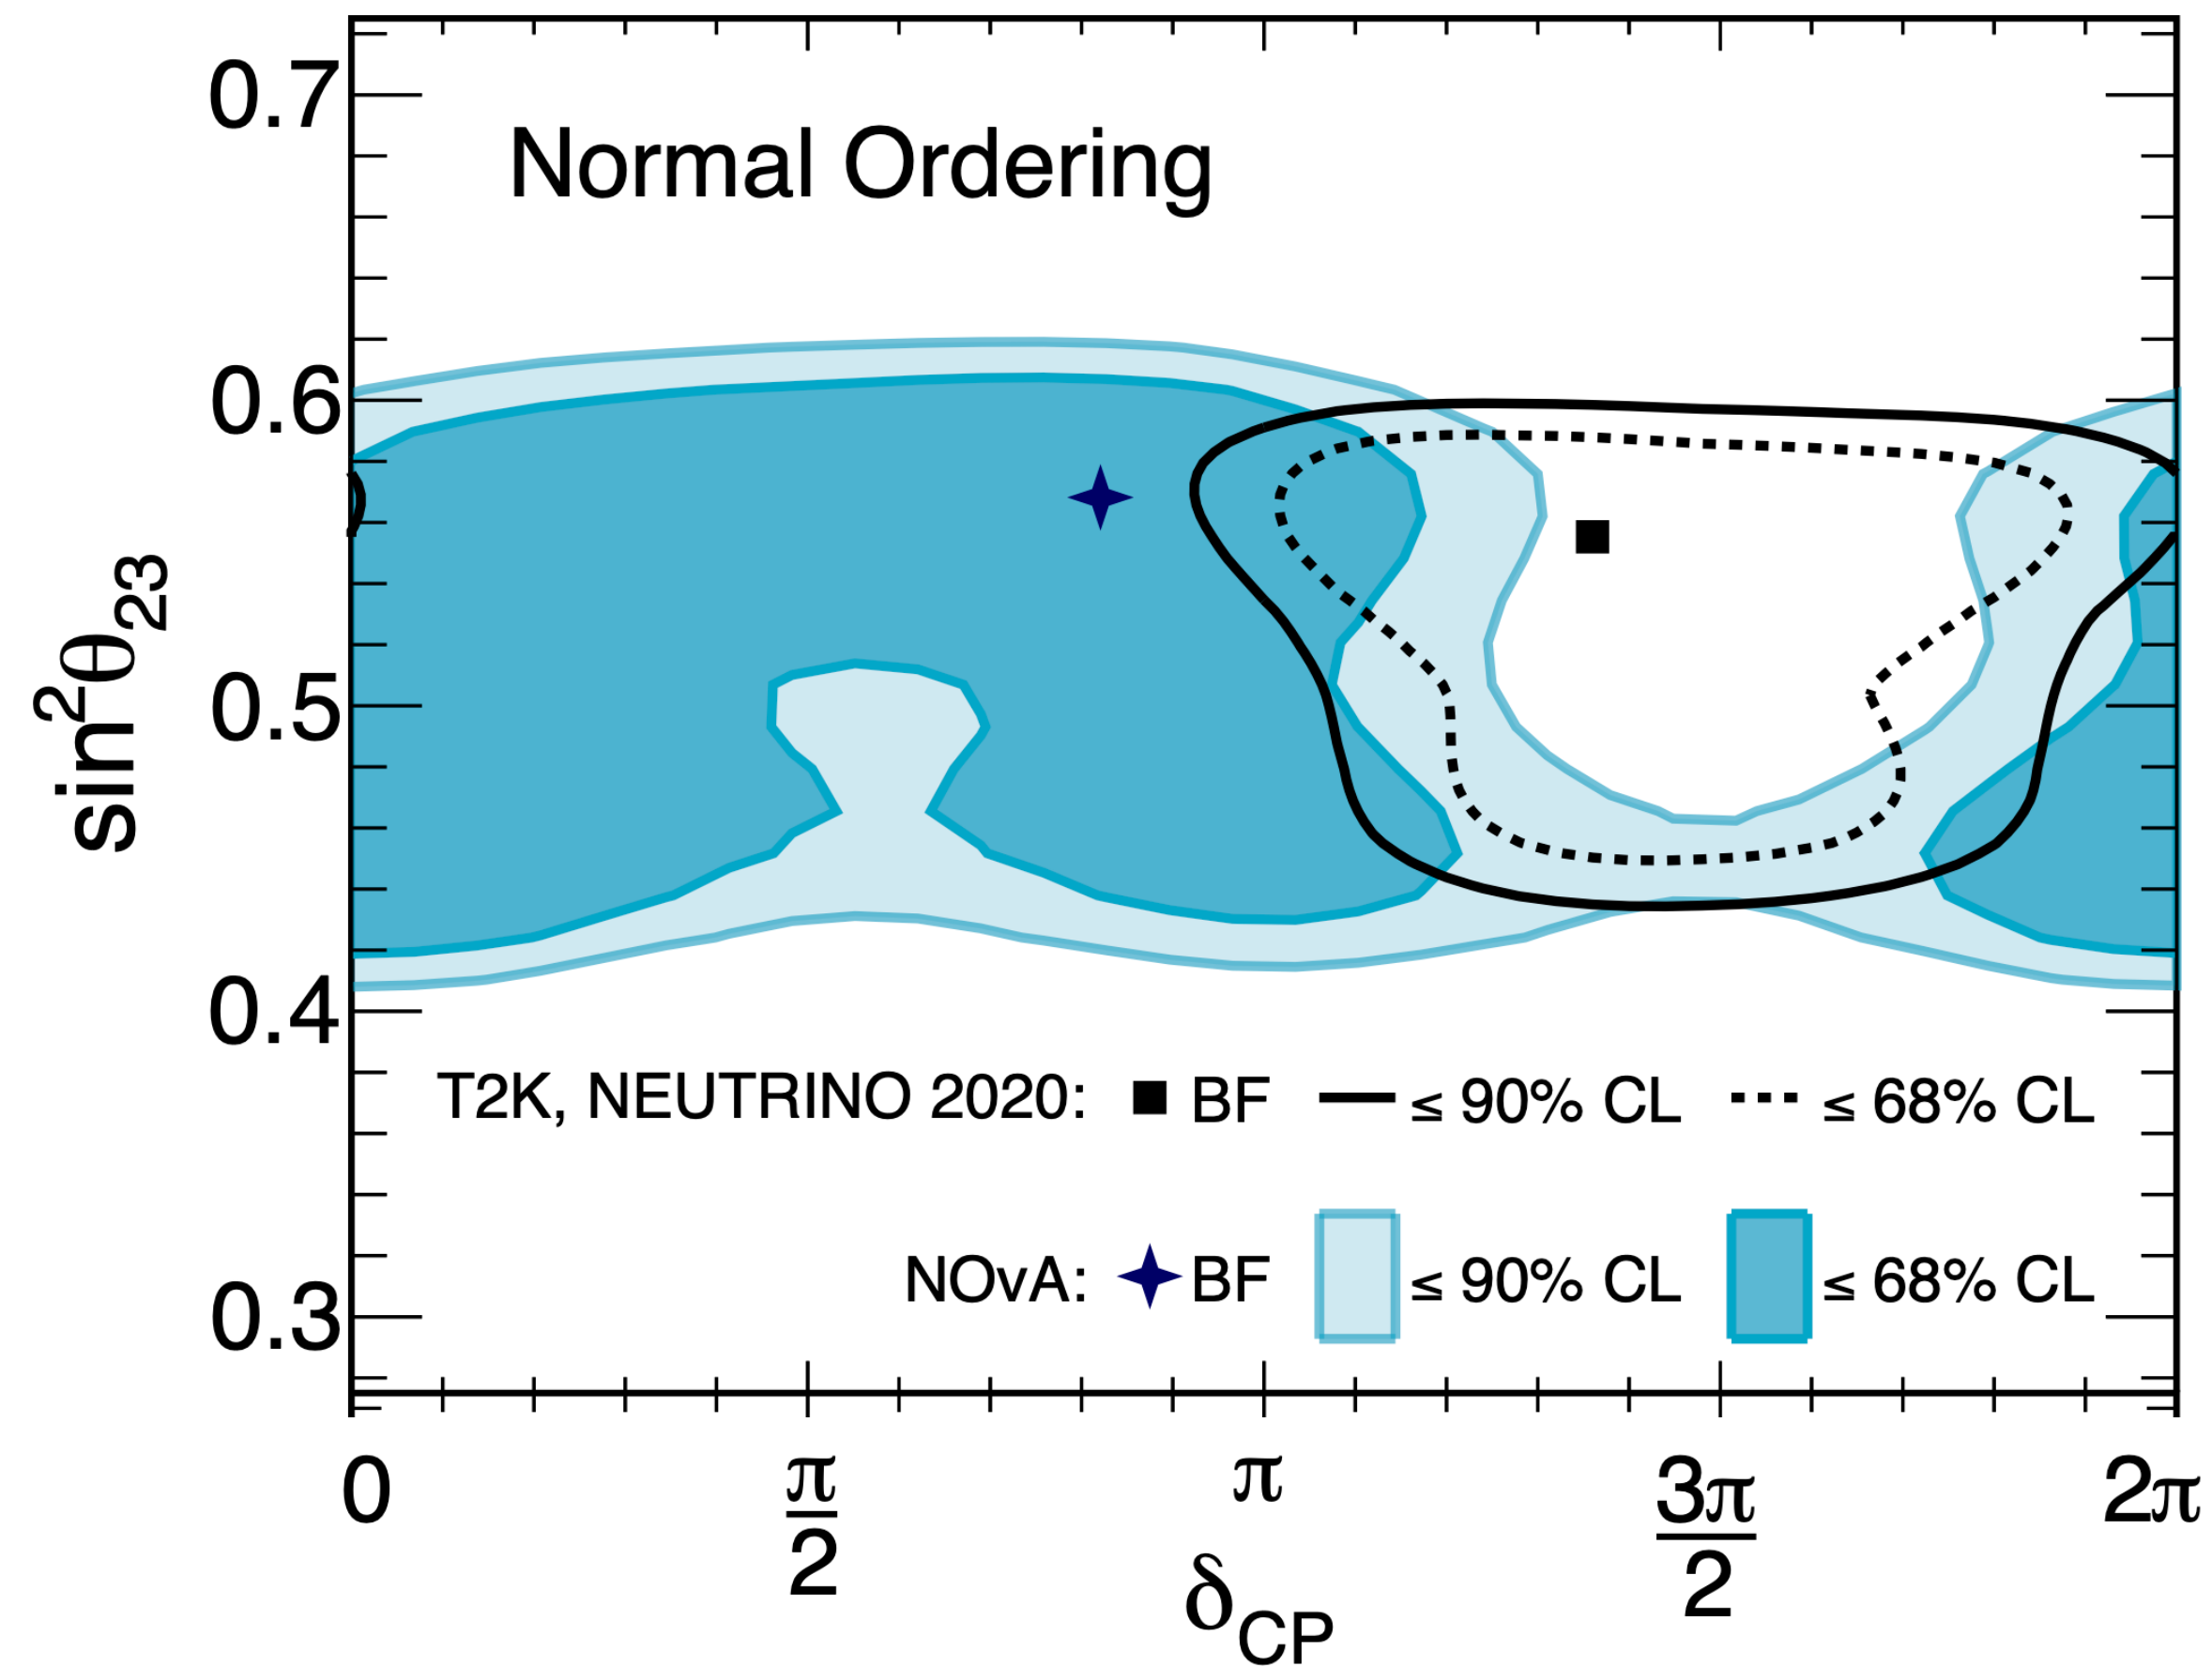 Normal Ordering
0.7
0.6
0.5
0.4
0.3
sin²θ₂₃
T2K, NEUTRINO 2020: BF ≤ 90% CL ≤ 68% CL
NOvA: BF ≤ 90% CL ≤ 68% CL
0 π/2 π 3π/2 2π
δCP